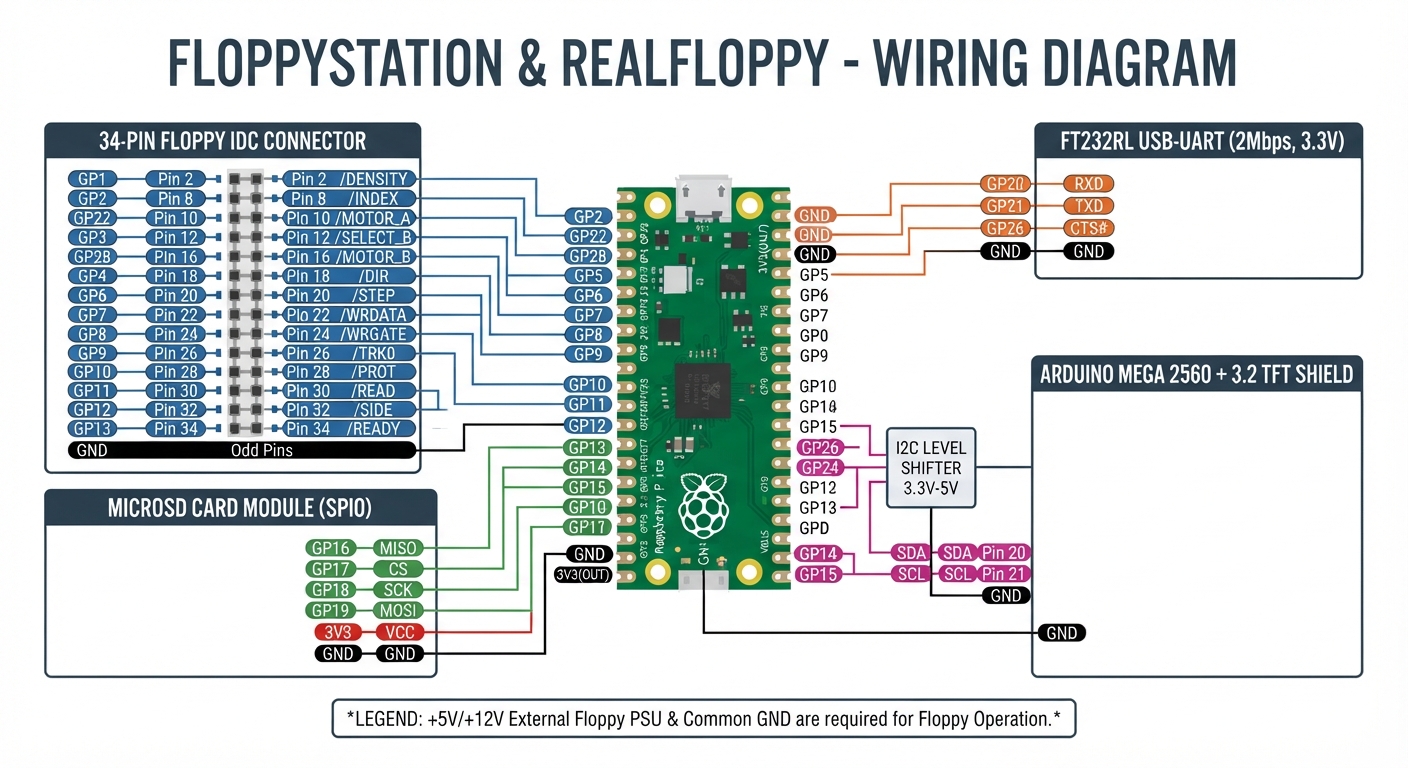 FLOPPYSTATION & REALFLOPPY - WIRING DIAGRAM
34-PIN FLOPPY IDC CONNECTOR
GP1 Pin 2 Pin 2 /DENSITY
GP2 Pin 8 Pin 8 /INDEX
GP22 Pin 10 Pin 10 /MOTOR_A
GP3 Pin 12 Pin 12 /SELECT_B
GP2B Pin 16 Pin 16 /MOTOR_B
GP4 Pin 18 Pin 18 /DIR
GP6 Pin 20 Pin 20 /STEP
GP7 Pin 22 22 /WRDATA
GP8 Pin 24 Pin 24 /WRGATE
GP9 Pin 26 Pin 26 /TRK0
GP10 Pin 28 Pin 28 /PROT
GP11 Pin 30 Pin 30 /READ
GP12 Pin 32 Pin 32 /SIDE
GP13 Pin 34 Pin 34 /READY
GND Odd Pins
MICROSD CARD MODULE (SPI0)
GP16 MISO
GP17 CS
GP18 SCK
GP19 MOSI
3V3 VCC
GND GND
GP2
GP22
GP2B
GP5
GP6
GP7
GP8
GP9
GP10
GP11
GP12
GP13
GP14
GP15
GP10
GP17
GND
3V3(OUT)
GND
GND
GND
GP5
GP6
GP7
GP0
GP9
GP10
GP15
GP26
GP24
GP12
GP13
GPD
GP14
GP15
FT232RL USB-UART (2Mbps, 3.3V)
RXD
GP21 TXD
GP26 CTS#
GND GND
ARDUINO MEGA 2560 + 3.2 TFT SHIELD
I2C LEVEL
SHIFTER
3.3V-5V
SDA SDA Pin 20
SCL SCL Pin 21
GND
GND
*LEGEND: +5V/+12V External Floppy PSU & Common GND are required for Floppy Operation.*